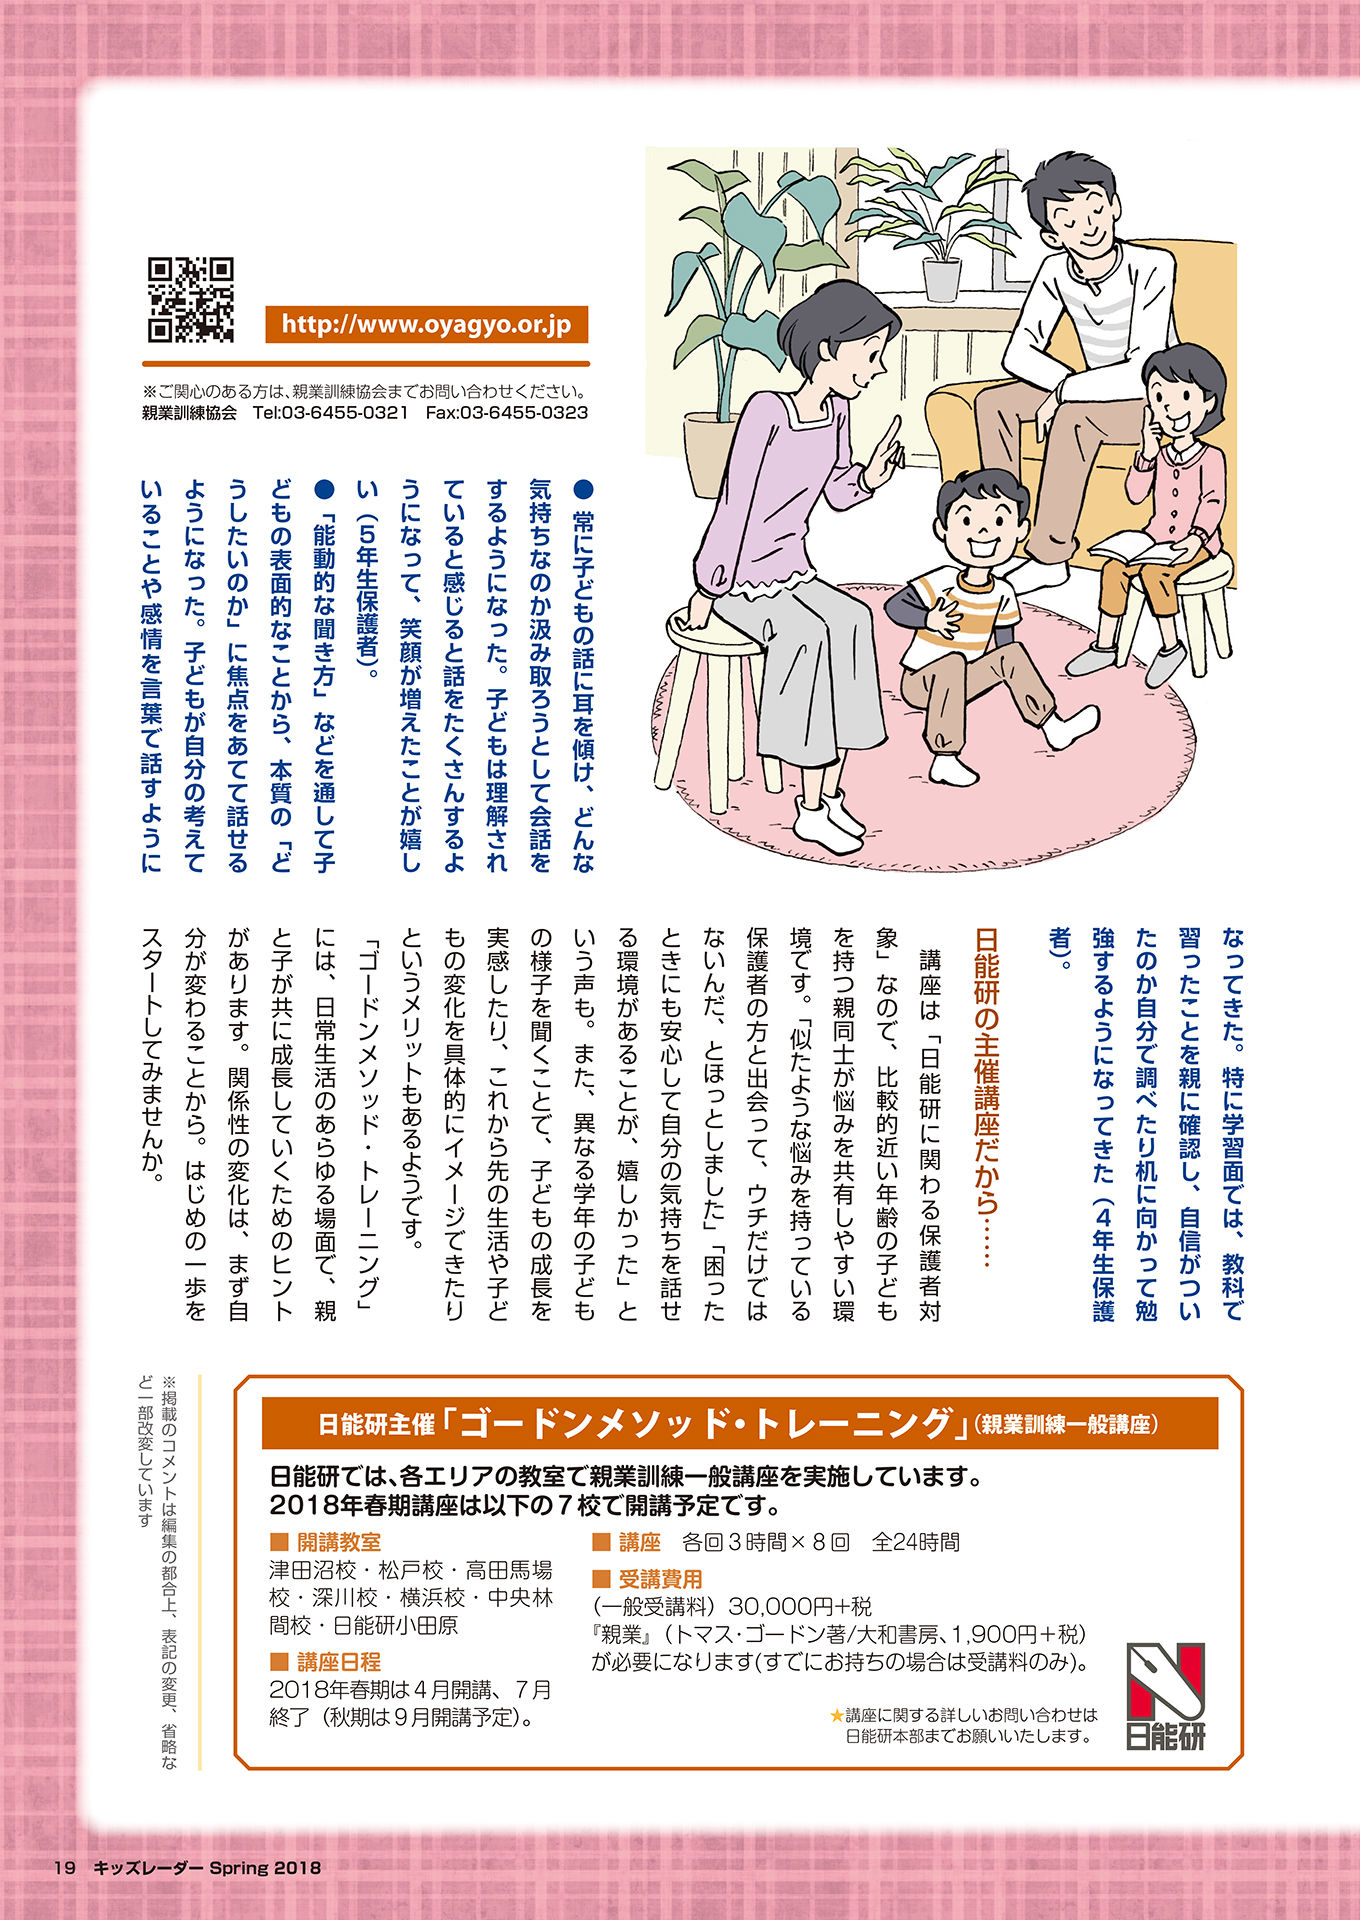 http://www.oyagyo.or.jp
※ご関心のある方は、親業訓練協会までお問い合わせください。
親業訓練協会　Tel:03-6455-0321　Fax:03-6455-0323
● 常に子どもの話に耳を傾け、どんな
気持ちなのか汲み取ろうとして会話を
するようになった。子どもは理解され
ていると感じると話をたくさんするよ
うになって、笑顔が増えたことが嬉し
い（５年生保護者）。
● 「能動的な聞き方」などを通して子
どもの表面的なことから、本質の「ど
うしたいのか」に焦点をあてて話せる
ようになった。子どもが自分の考えて
いることや感情を言葉で話すように
なってきた。特に学習面では、教科で
習ったことを親に確認し、自信がつい
たのか自分で調べたり机に向かって勉
強するようになってきた（４年生保護
者）。
日能研の主催講座だから……
講座は「日能研に関わる保護者対
象」なので、比較的近い年齢の子ども
を持つ親同士が悩みを共有しやすい環
境です。「似たような悩みを持っている
保護者の方と出会って、ウチだけでは
ないんだ、とほっとしました」「困った
ときにも安心して自分の気持ちを話せ
る環境があることが、嬉しかった」と
いう声も。また、異なる学年の子ども
の様子を聞くことで、子どもの成長を
実感したり、これから先の生活や子ど
もの変化を具体的にイメージできたり
というメリットもあるようです。
「ゴードンメソッド・トレーニング」
には、日常生活のあらゆる場面で、親
と子が共に成長していくためのヒント
があります。関係性の変化は、まず自
分が変わることから。はじめの一歩を
スタートしてみませんか。
日能研主催「ゴードンメソッド・トレーニング」（親業訓練一般講座）
日能研では、各エリアの教室で親業訓練一般講座を実施しています。
2018年春期講座は以下の７校で開講予定です。
■ 開講教室
津田沼校・松戸校・高田馬場
校・深川校・横浜校・中央林
間校・日能研小田原
■ 講座日程
2018年春期は４月開講、７月
終了（秋期は９月開講予定）。
■ 講座　各回３時間×８回　全24時間
■ 受講費用
（一般受講料）30,000円＋税
『親業』（トマス・ゴードン著/大和書房、1,900円＋税）
が必要になります(すでにお持ちの場合は受講料のみ)。
★講座に関する詳しいお問い合わせは
日能研本部までお願いいたします。
日能研
※掲載のコメントは編集の都合上、表記の変更、省略な
ど一部改変しています
19　キッズレーダー Spring 2018